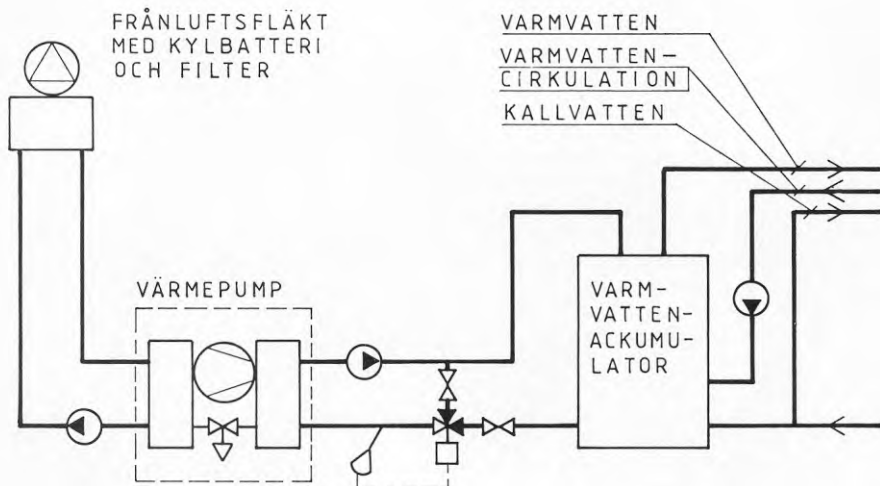 FRÅNLUFTSFLÄKT
MED KYLBATTERI
OCH FILTER
VARMVATTEN
VARMVATTEN-
CIRKULATION
KALLVATTEN
VÄRMEPUMP
VARM-
VATTEN-
ACKUMU-
LATOR